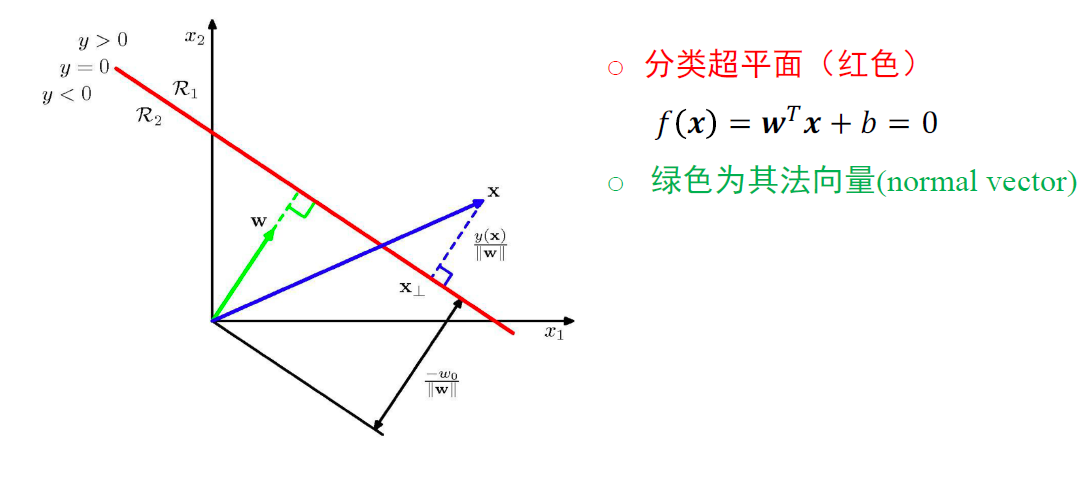 y > 0
y = 0
y < 0
x₂
R₁
R₂
w
x
y(x)
‖w‖
x⊥
x₁
−w₀
‖w‖
○ 分类超平面（红色）
f(x) = wᵀx + b = 0
○ 绿色为其法向量(normal vector)